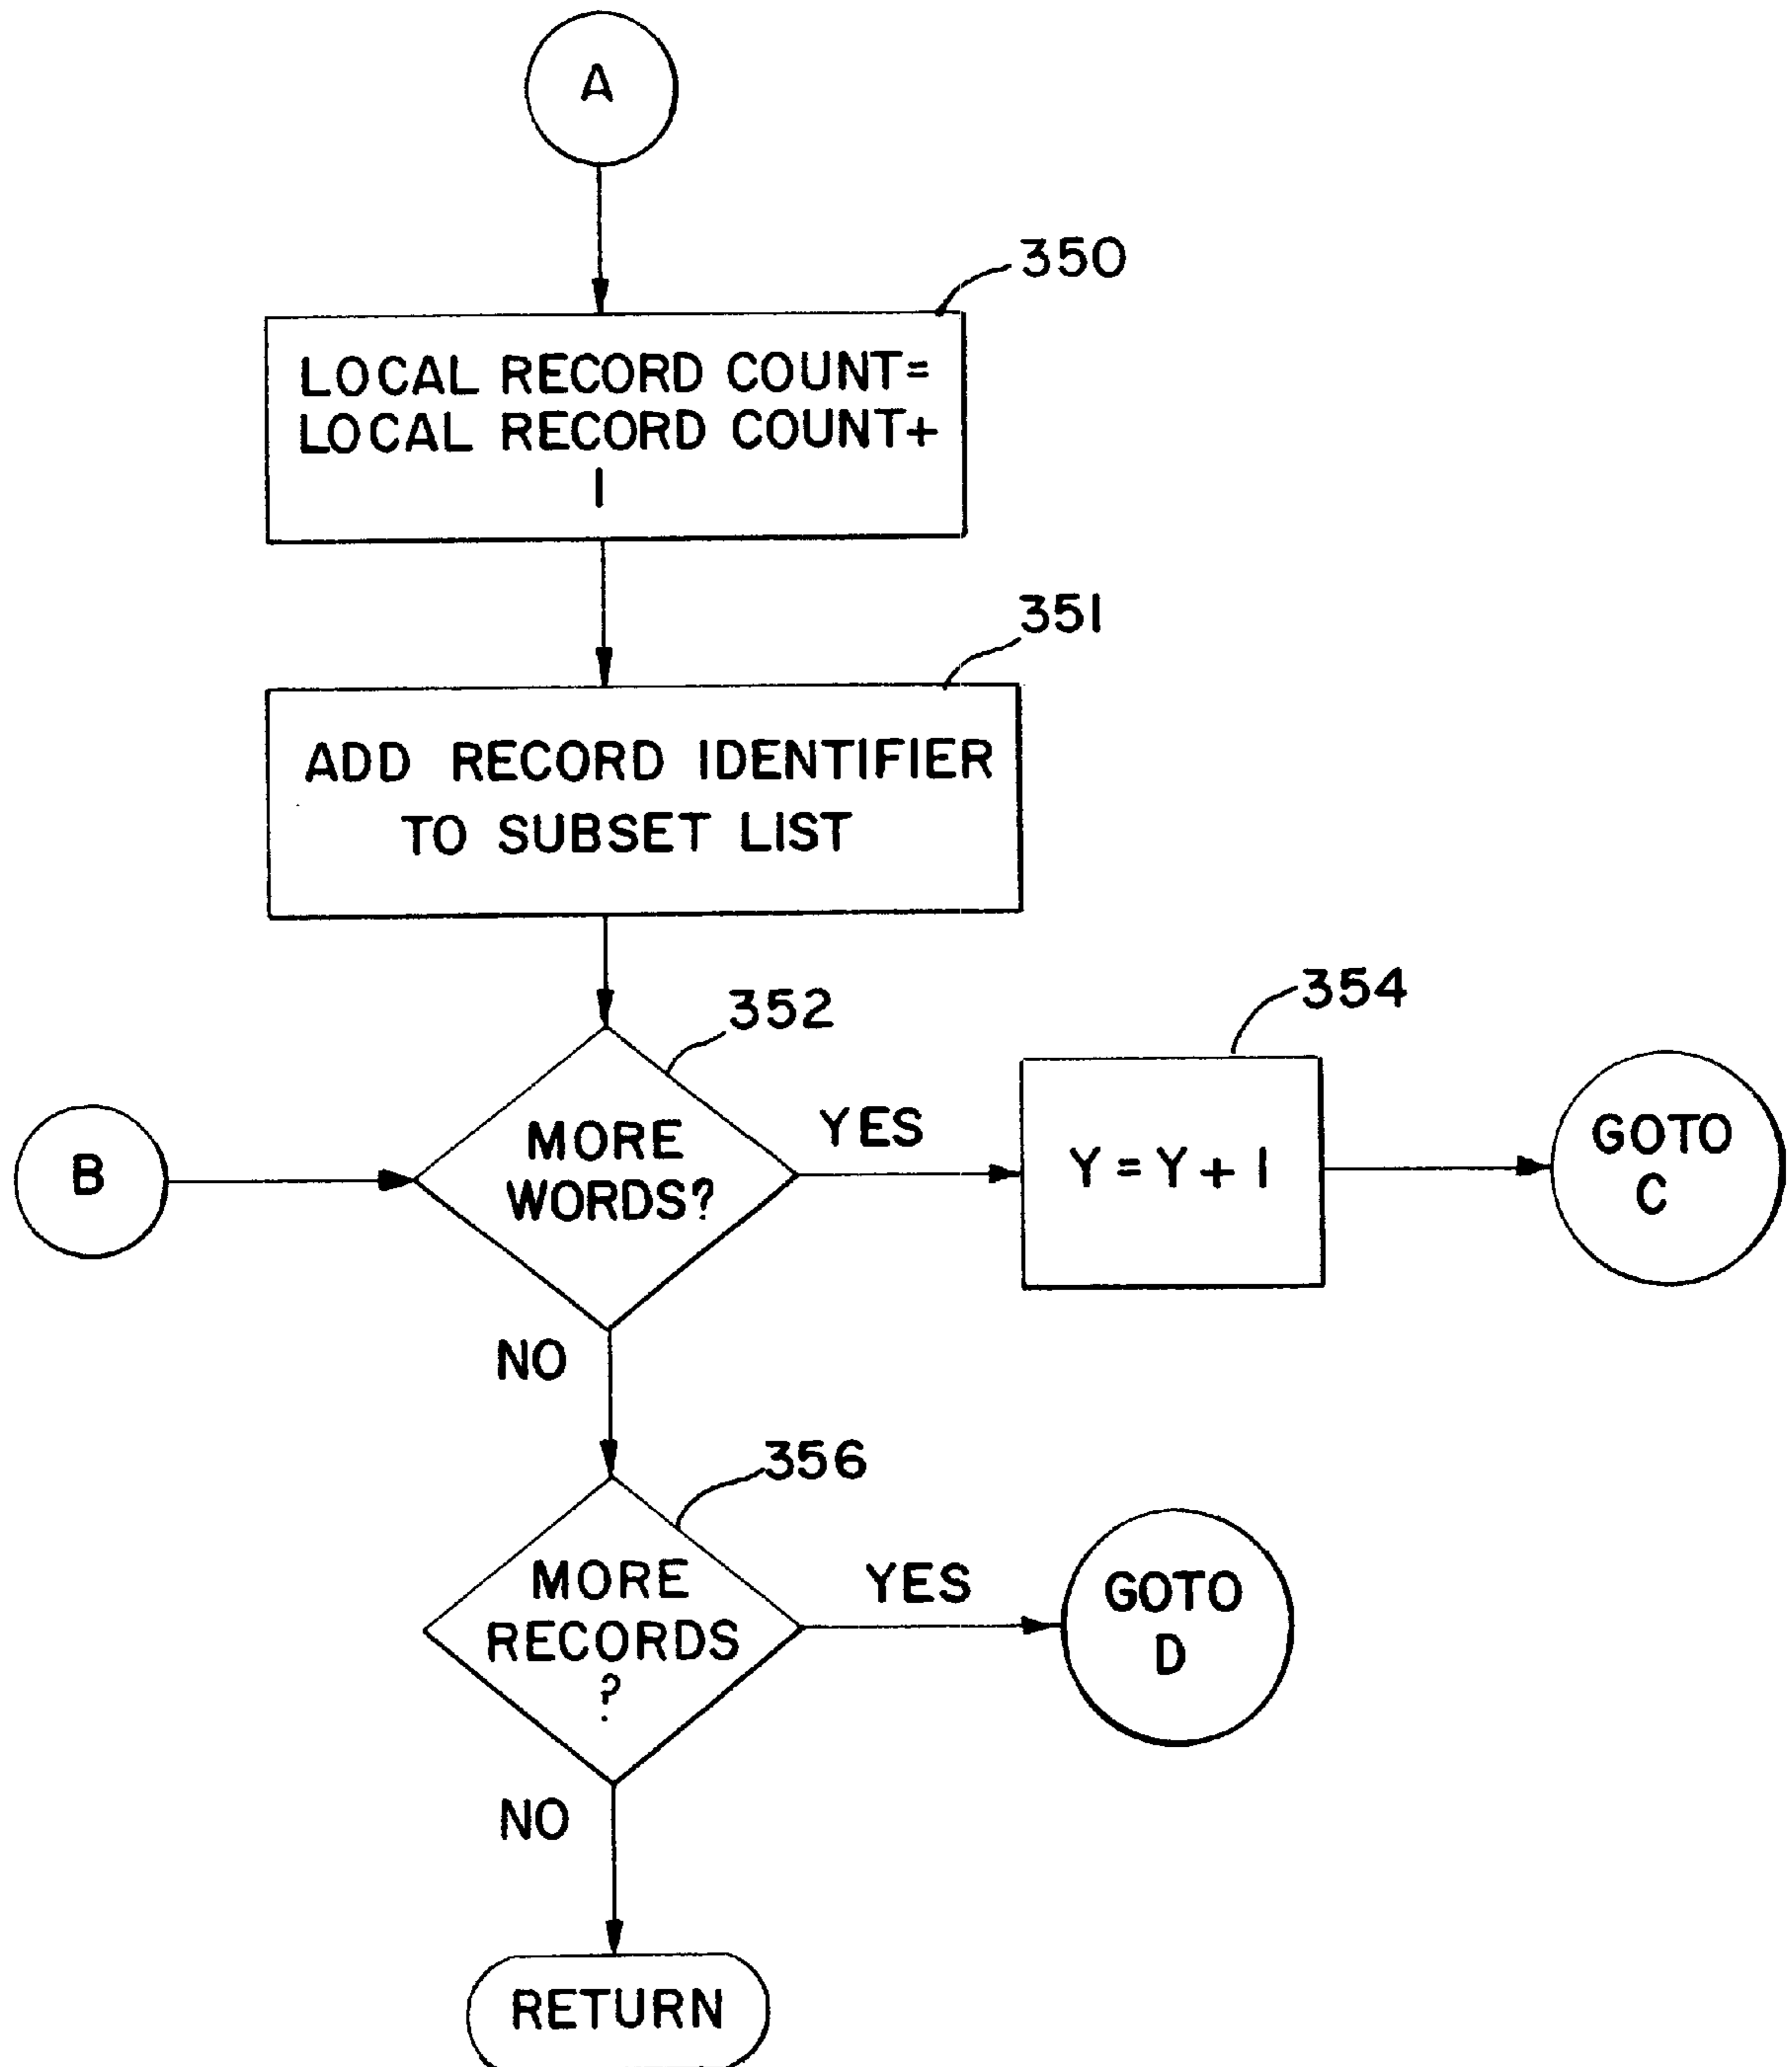 A
350
LOCAL RECORD COUNT=
LOCAL RECORD COUNT+
1
351
ADD RECORD IDENTIFIER
TO SUBSET LIST
352
354
B
MORE
WORDS?
YES
Y = Y + 1
GOTO
C
NO
356
MORE
RECORDS
?
YES
GOTO
D
NO
RETURN